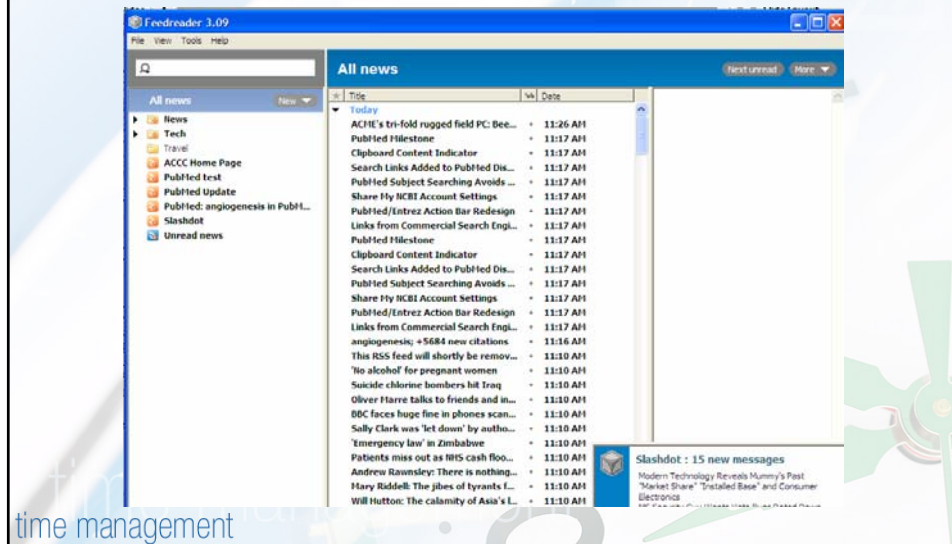 Feedreader 3.09
File View Tools Help
All news
Next unread More
All news New
Title Date
News
Tech
Travel
ACCC Home Page
PubMed test
PubMed Update
PubMed: angiogenesis in PubM...
Slashdot
Unread news
Today
ACME's tri-fold rugged field PC: Bee... 11:26 AM
PubMed Milestone 11:17 AM
Clipboard Content Indicator 11:17 AM
Search Links Added to PubMed Dis... 11:17 AM
PubMed Subject Searching Avoids ... 11:17 AM
Share My NCBI Account Settings 11:17 AM
PubMed/Entrez Action Bar Redesign 11:17 AM
Links from Commercial Search Engi... 11:17 AM
PubMed Milestone 11:17 AM
Clipboard Content Indicator 11:17 AM
Search Links Added to PubMed Dis... 11:17 AM
PubMed Subject Searching Avoids ... 11:17 AM
Share My NCBI Account Settings 11:17 AM
PubMed/Entrez Action Bar Redesign 11:17 AM
Links from Commercial Search Engi... 11:17 AM
angiogenesis; +5684 new citations 11:16 AM
This RSS feed will shortly be remov... 11:10 AM
'No alcohol' for pregnant women 11:10 AM
Suicide chlorine bombers hit Iraq 11:10 AM
Oliver Marre talks to friends and in... 11:10 AM
BBC faces huge fine in phones scan... 11:10 AM
Sally Clark was 'let down' by autho... 11:10 AM
'Emergency law' in Zimbabwe 11:10 AM
Patients miss out as NHS cash floo... 11:10 AM
Andrew Rawnsley: There is nothing... 11:10 AM
Mary Riddell: The jibes of tyrants f... 11:10 AM
Will Hutton: The calamity of Asia's l... 11:10 AM
Slashdot : 15 new messages
Modern Technology Reveals Mummy's Past
"Market Share" "Installed Base" and Consumer
Electronics
time management